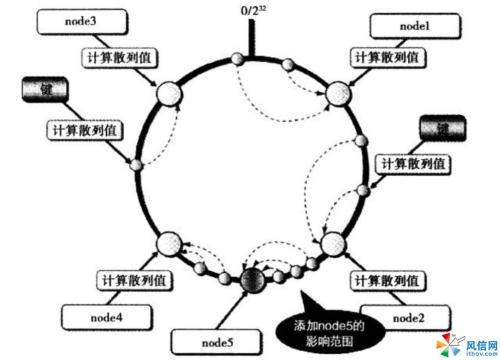 0/2³²
node3
node1
计算散列值
计算散列值
键
键
计算散列值
计算散列值
计算散列值
计算散列值
node4
node5
添加node5的
影响范围
node2
风信网
ithov.com